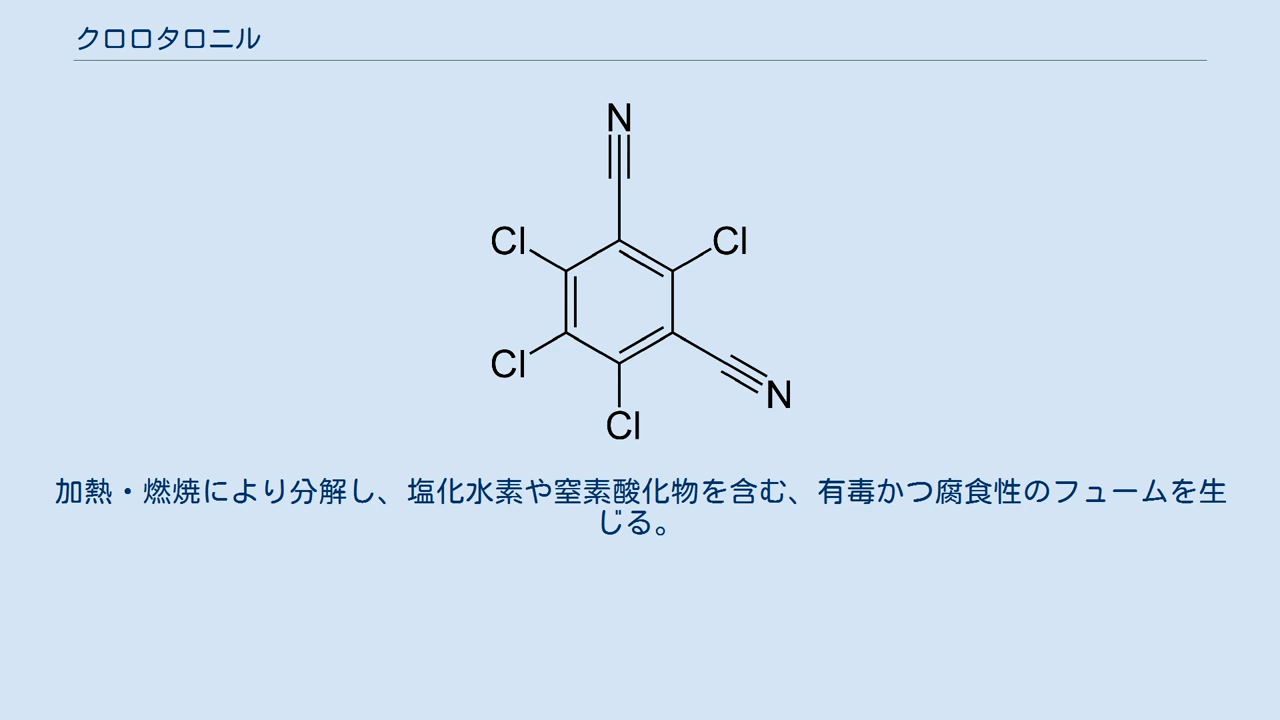 クロロタロニル
N
Cl Cl
Cl N
Cl
加熱・燃焼により分解し、塩化水素や窒素酸化物を含む、有毒かつ腐食性のフュームを生
じる。